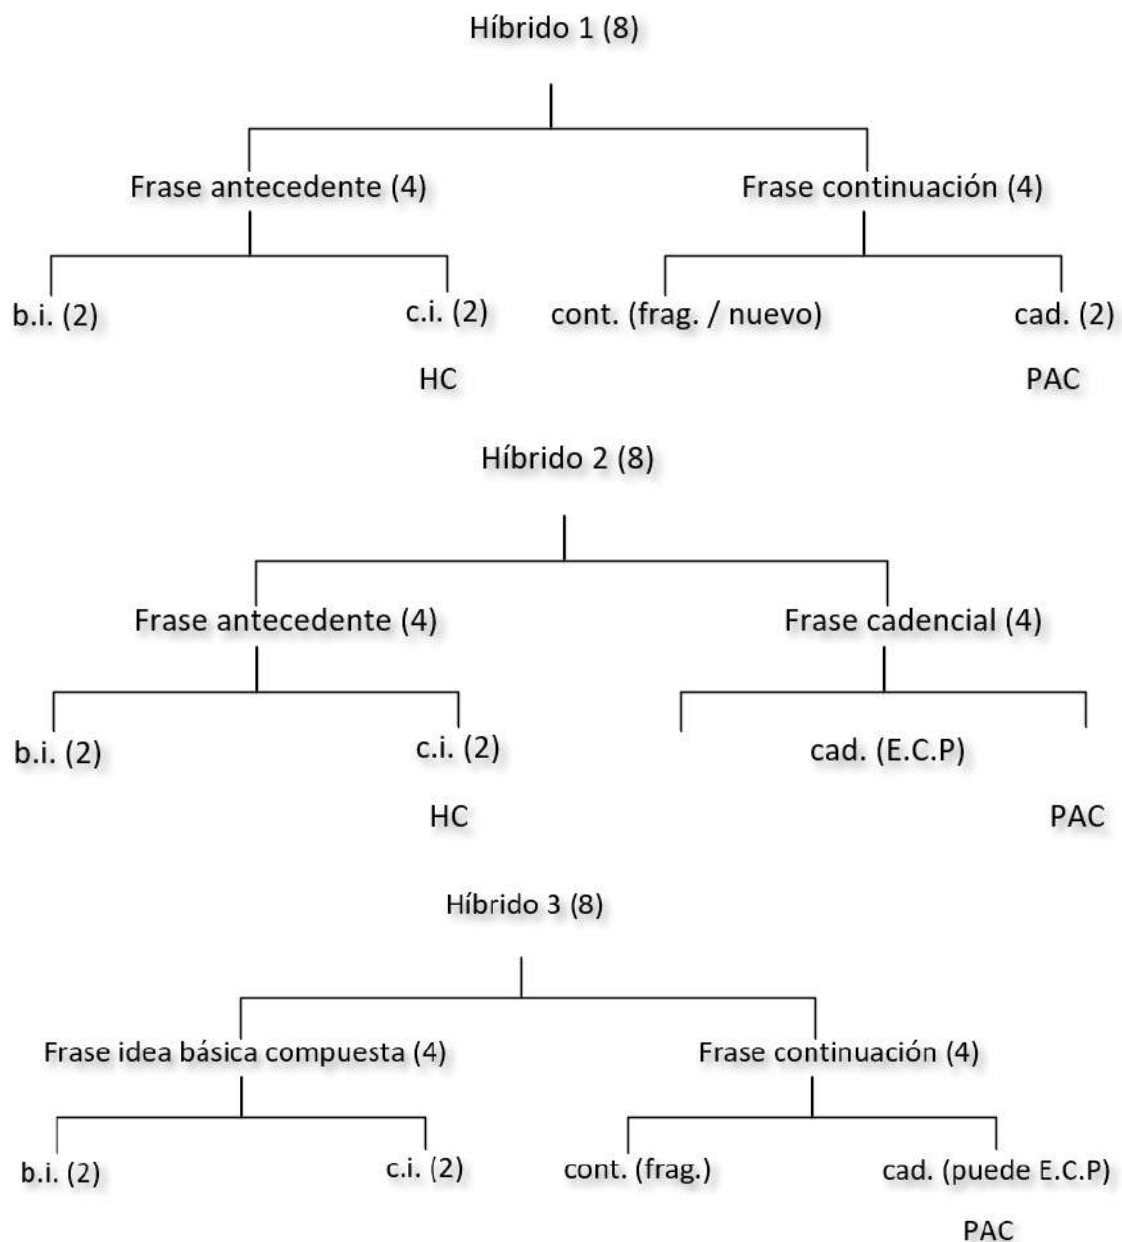 Híbrido 1 (8)
Frase antecedente (4) Frase continuación (4)
b.i. (2) c.i. (2) cont. (frag. / nuevo) cad. (2)
HC PAC
Híbrido 2 (8)
Frase antecedente (4) Frase cadencial (4)
b.i. (2) c.i. (2) cad. (E.C.P)
HC PAC
Híbrido 3 (8)
Frase idea básica compuesta (4) Frase continuación (4)
b.i. (2) c.i. (2) cont. (frag.) cad. (puede E.C.P)
PAC